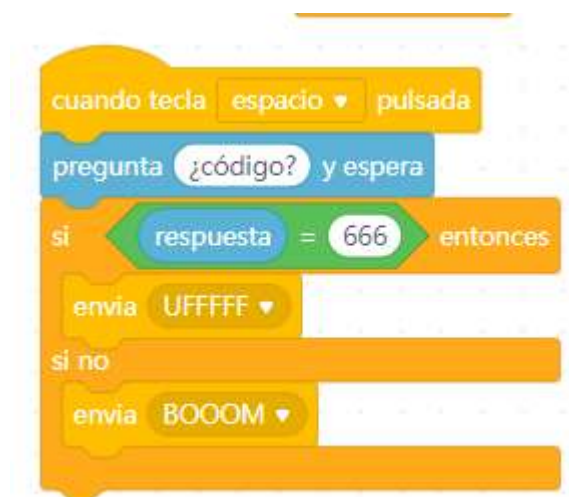 cuando tecla espacio pulsada
pregunta ¿código? y espera
si respuesta = 666 entonces
envia UFFFFF
si no
envia BOOOM